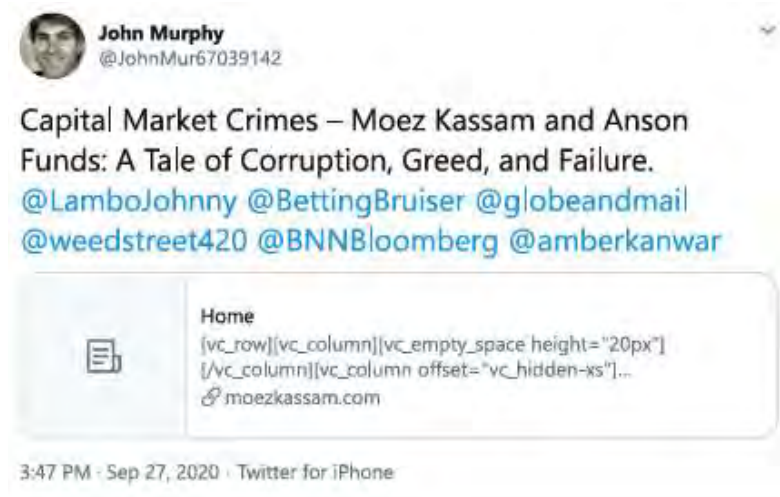 John Murphy
@JohnMur67039142
Capital Market Crimes – Moez Kassam and Anson
Funds: A Tale of Corruption, Greed, and Failure.
@LamboJohnny @BettingBruiser @globeandmail
@weedstreet420 @BNNBloomberg @amberkanwar
Home
[vc_row][vc_column][vc_empty_space height="20px"]
[/vc_column][vc_column offset="vc_hidden-xs"]...
moezkassam.com
3:47 PM · Sep 27, 2020 · Twitter for iPhone